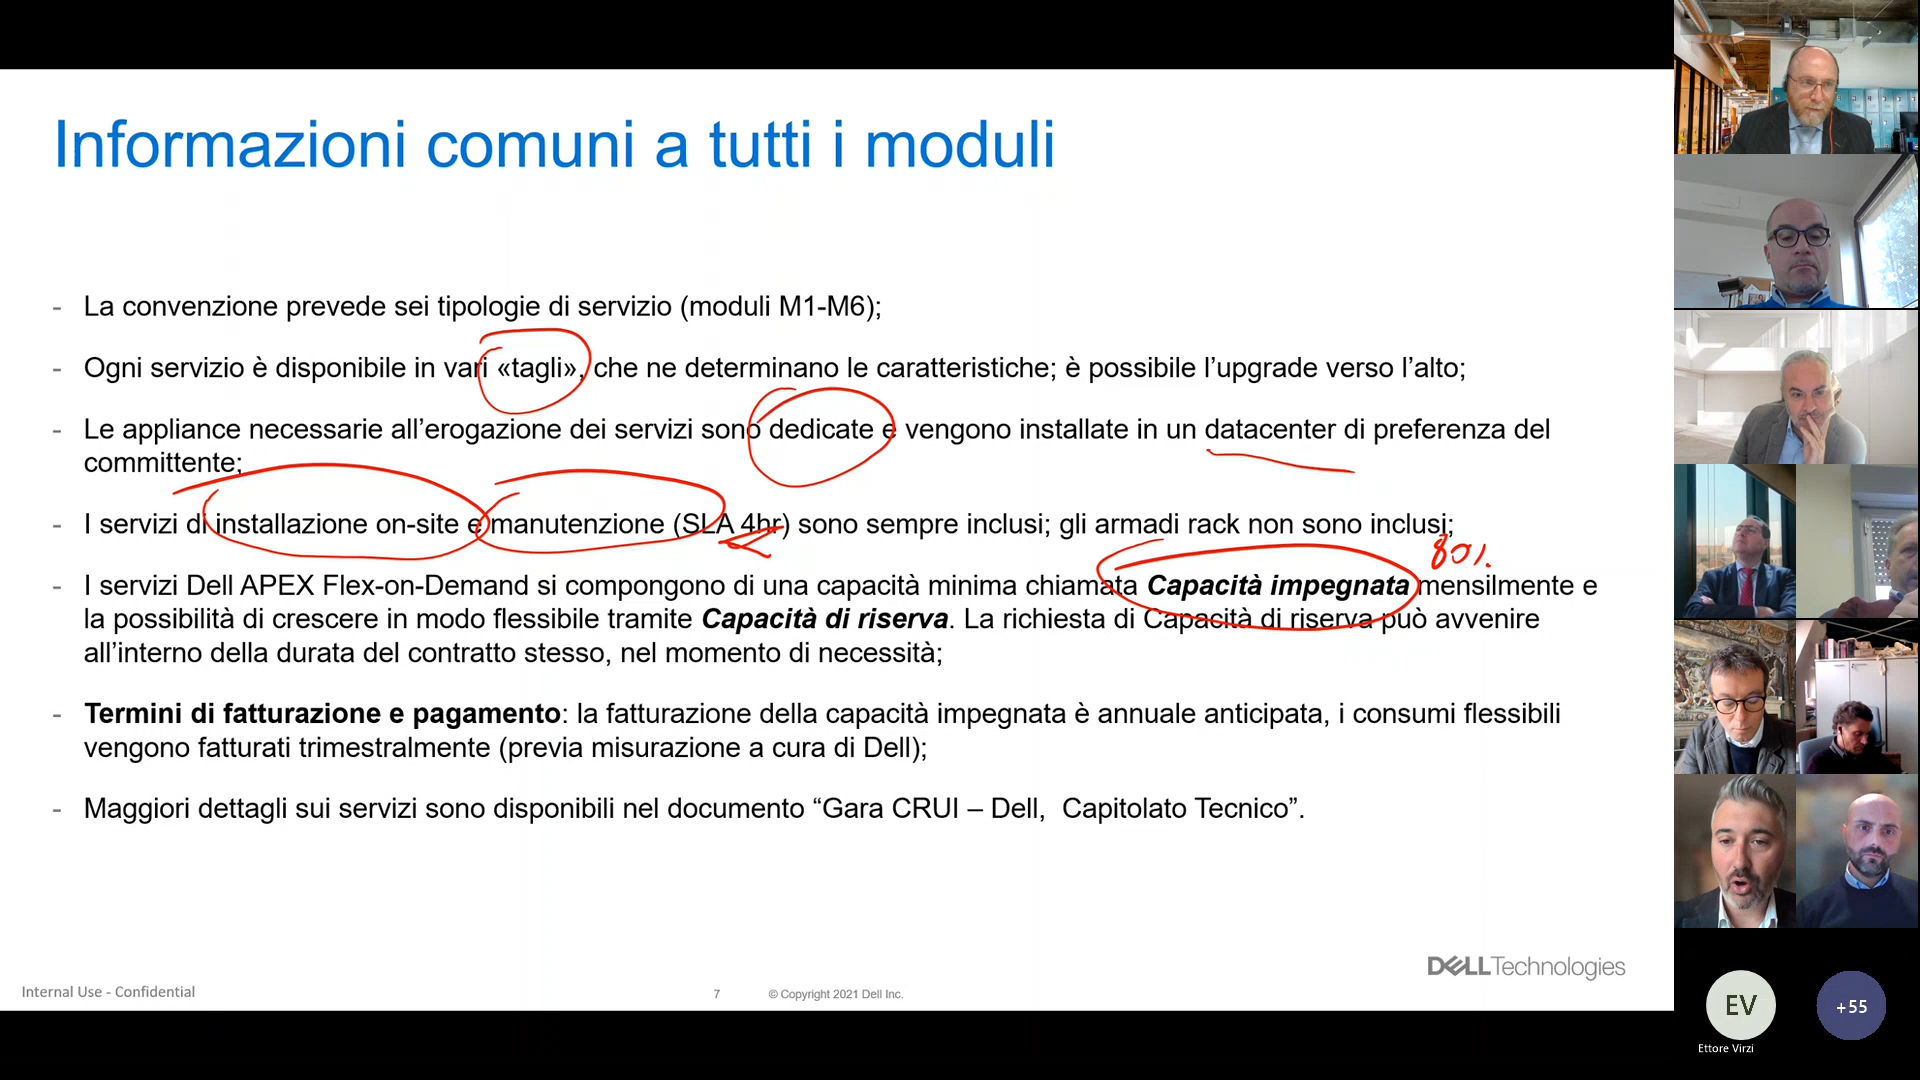 Informazioni comuni a tutti i moduli
- La convenzione prevede sei tipologie di servizio (moduli M1-M6);
- Ogni servizio è disponibile in vari «tagli», che ne determinano le caratteristiche; è possibile l’upgrade verso l’alto;
- Le appliance necessarie all’erogazione dei servizi sono dedicate e vengono installate in un datacenter di preferenza del
committente;
- I servizi di installazione on-site e manutenzione (SLA 4hr) sono sempre inclusi; gli armadi rack non sono inclusi;
80%
- I servizi Dell APEX Flex-on-Demand si compongono di una capacità minima chiamata Capacità impegnata mensilmente e
la possibilità di crescere in modo flessibile tramite Capacità di riserva. La richiesta di Capacità di riserva può avvenire
all’interno della durata del contratto stesso, nel momento di necessità;
- Termini di fatturazione e pagamento: la fatturazione della capacità impegnata è annuale anticipata, i consumi flessibili
vengono fatturati trimestralmente (previa misurazione a cura di Dell);
- Maggiori dettagli sui servizi sono disponibili nel documento “Gara CRUI – Dell,  Capitolato Tecnico”.
DELLTechnologies
Internal Use - Confidential
7
© Copyright 2021 Dell Inc.
EV
+55
Ettore Virzi